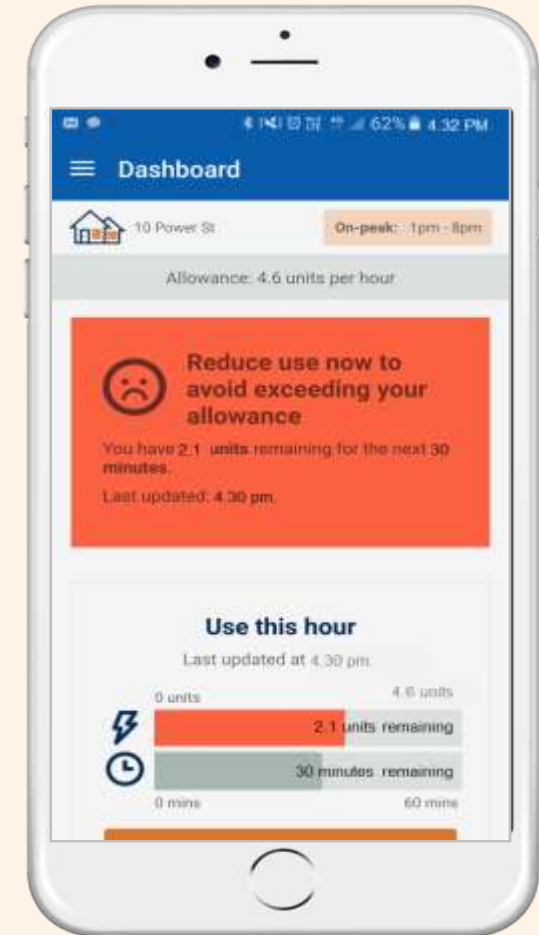 62% 4.32 PM
Dashboard
10 Power St
On-peak: 1pm - 8pm
Allowance: 4.6 units per hour
Reduce use now to
avoid exceeding your
allowance
You have 2.1 units remaining for the next 30
minutes.
Last updated: 4.30 pm.
Use this hour
Last updated at 4.30 pm.
0 units
4.6 units
2.1 units remaining
30 minutes remaining
0 mins
60 mins